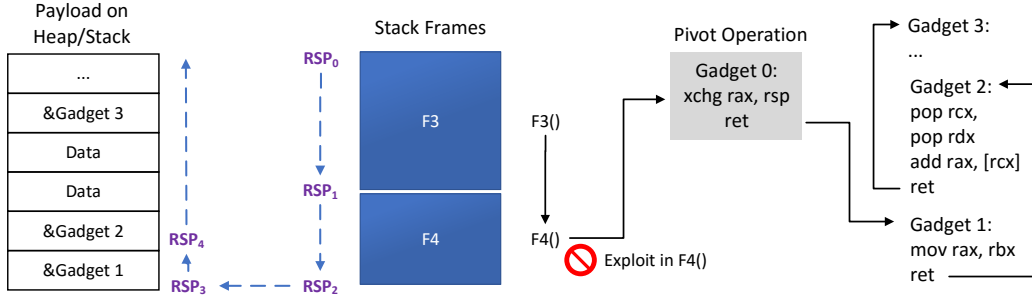 Payload on
Heap/Stack
...
&Gadget 3
Data
Data
&Gadget 2
&Gadget 1
RSP4
RSP3
Stack Frames
RSP0
RSP1
RSP2
F3
F4
F3()
F4()
Exploit in F4()
Pivot Operation
Gadget 0:
xchg rax, rsp
ret
Gadget 3:
...
Gadget 2:
pop rcx,
pop rdx
add rax, [rcx]
ret
Gadget 1:
mov rax, rbx
ret